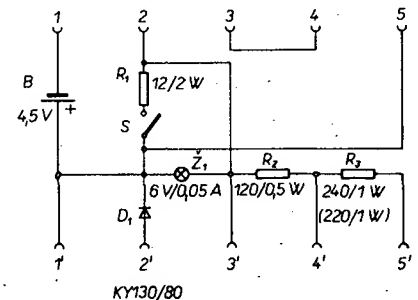 1 2 3 4 5
R₁ 12/2 W
B
4,5 V +
S
Ž₁ R₂ R₃
6 V/0,05 A 120/0,5 W 240/1 W
D₁ (220/1 W)
1' 2' 3' 4' 5'
KY130/80